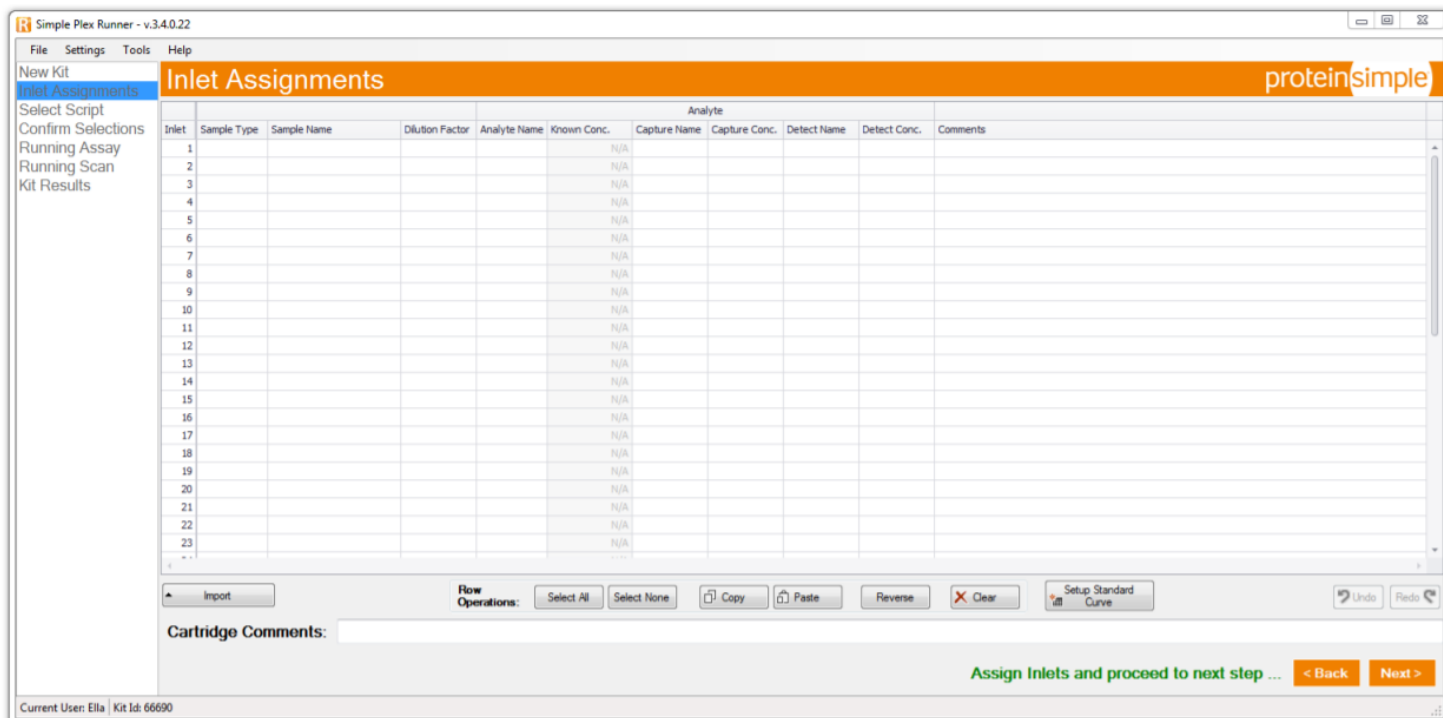 Simple Plex Runner - v.3.4.0.22
File Settings Tools Help
New Kit
Inlet Assignments
Select Script
Confirm Selections
Running Assay
Running Scan
Kit Results
Inlet Assignments
proteinsimple
Analyte
Inlet Sample Type Sample Name Dilution Factor Analyte Name Known Conc. Capture Name Capture Conc. Detect Name Detect Conc. Comments
1 N/A
2 N/A
3 N/A
4 N/A
5 N/A
6 N/A
7 N/A
8 N/A
9 N/A
10 N/A
11 N/A
12 N/A
13 N/A
14 N/A
15 N/A
16 N/A
17 N/A
18 N/A
19 N/A
20 N/A
21 N/A
22 N/A
23 N/A
Import
Row Operations:
Select All Select None Copy Paste Reverse Clear
Setup Standard
Curve
Undo Redo
Cartridge Comments:
Assign Inlets and proceed to next step ... < Back Next >
Current User: Ella Kit Id: 66690